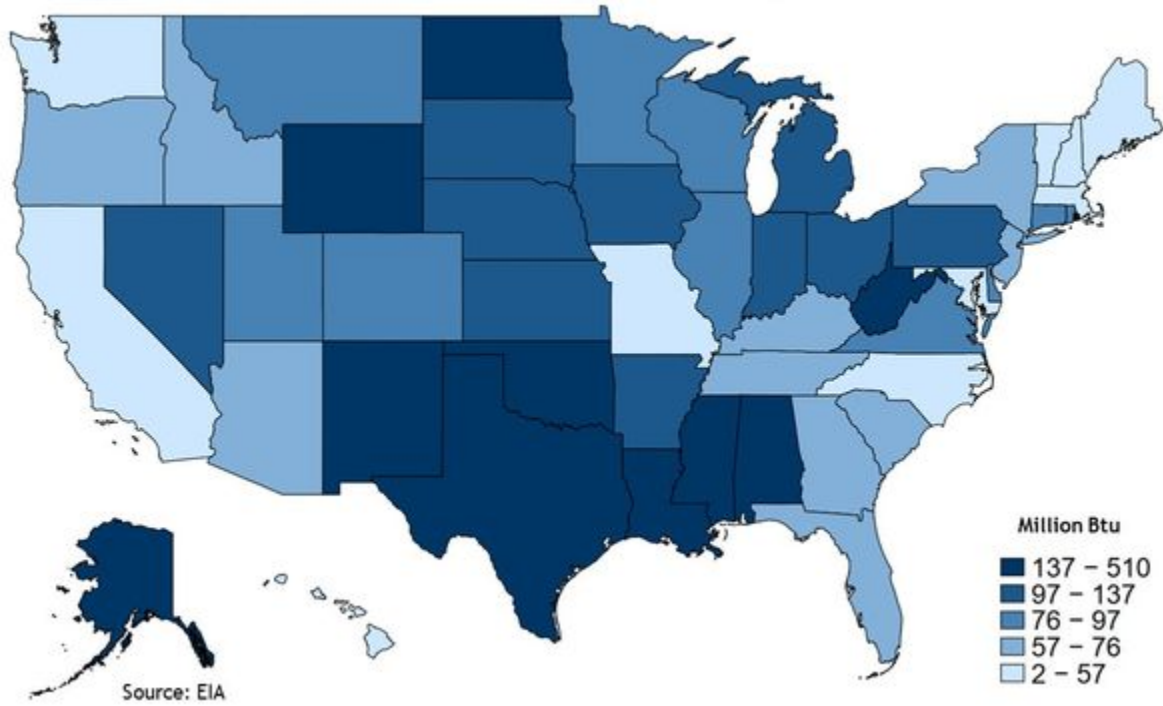 Million Btu
137 – 510
97 – 137
76 – 97
57 – 76
2 – 57
Source: EIA